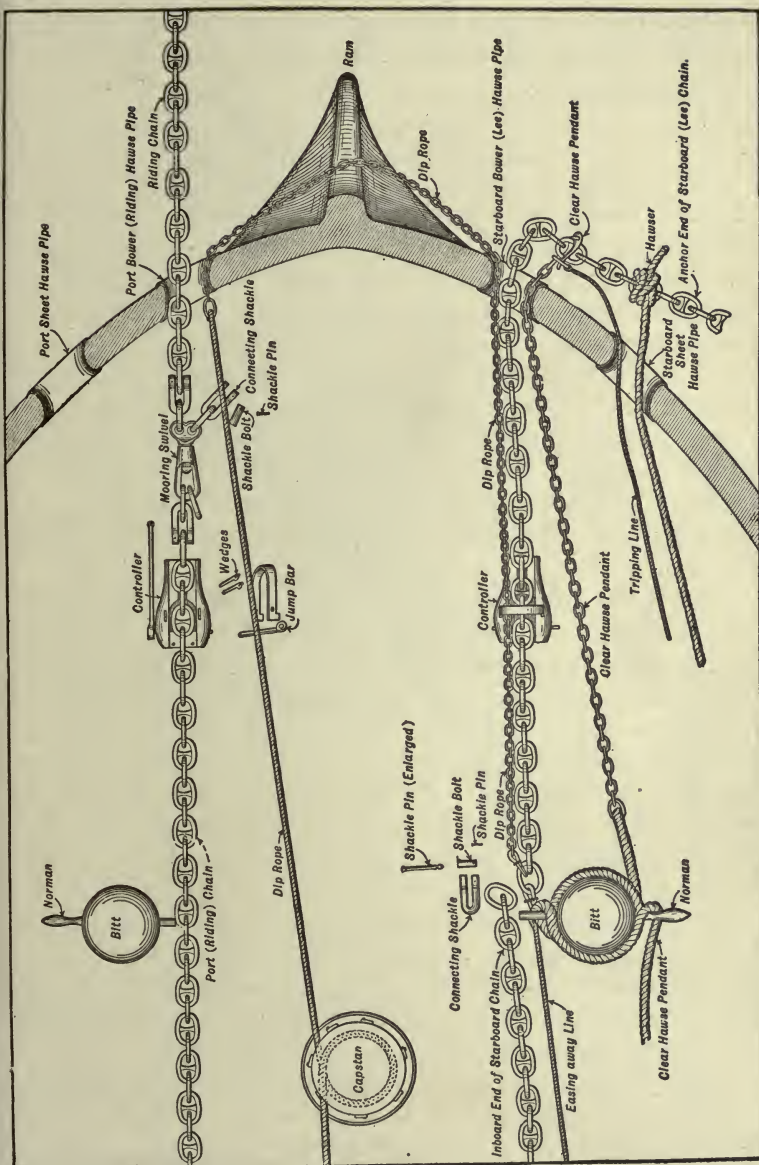 Port Sheet Hawse Pipe
Port Bower (Riding) Hawse Pipe
Riding Chain
Ram
Dip Rope
Starboard Bower (Lee) Hawse Pipe
Clear Hawse Pendant
Hawser
Anchor End of Starboard (Lee) Chain.
Starboard
Sheet
Hawse Pipe
Mooring Swivel
Connecting Shackle
Shackle Bolt
Shackle Pin
Controller
Wedges
Jump Bar
Dip Rope
Controller
Tripping Line
Clear Hawse Pendant
Norman
Bitt
Port (Riding) Chain
Dip Rope
Shackle Pin (Enlarged)
Shackle Bolt
Shackle Pin
Connecting Shackle
Dip Rope
Capstan
Inboard End of Starboard Chain
Easing away Line
Bitt
Norman
Clear Hawse Pendant